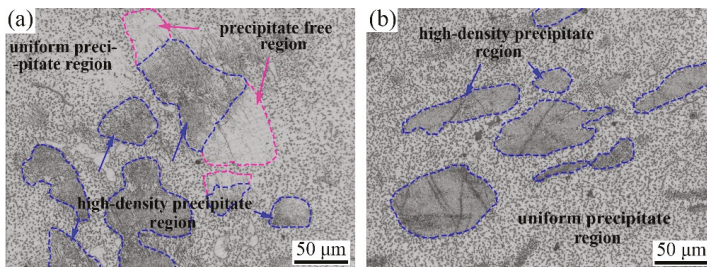 (a)
precipitate free
region
uniform preci-
-pitate region
high-density precipitate
region
50 μm
(b)
high-density precipitate
region
uniform precipitate
region
50 μm